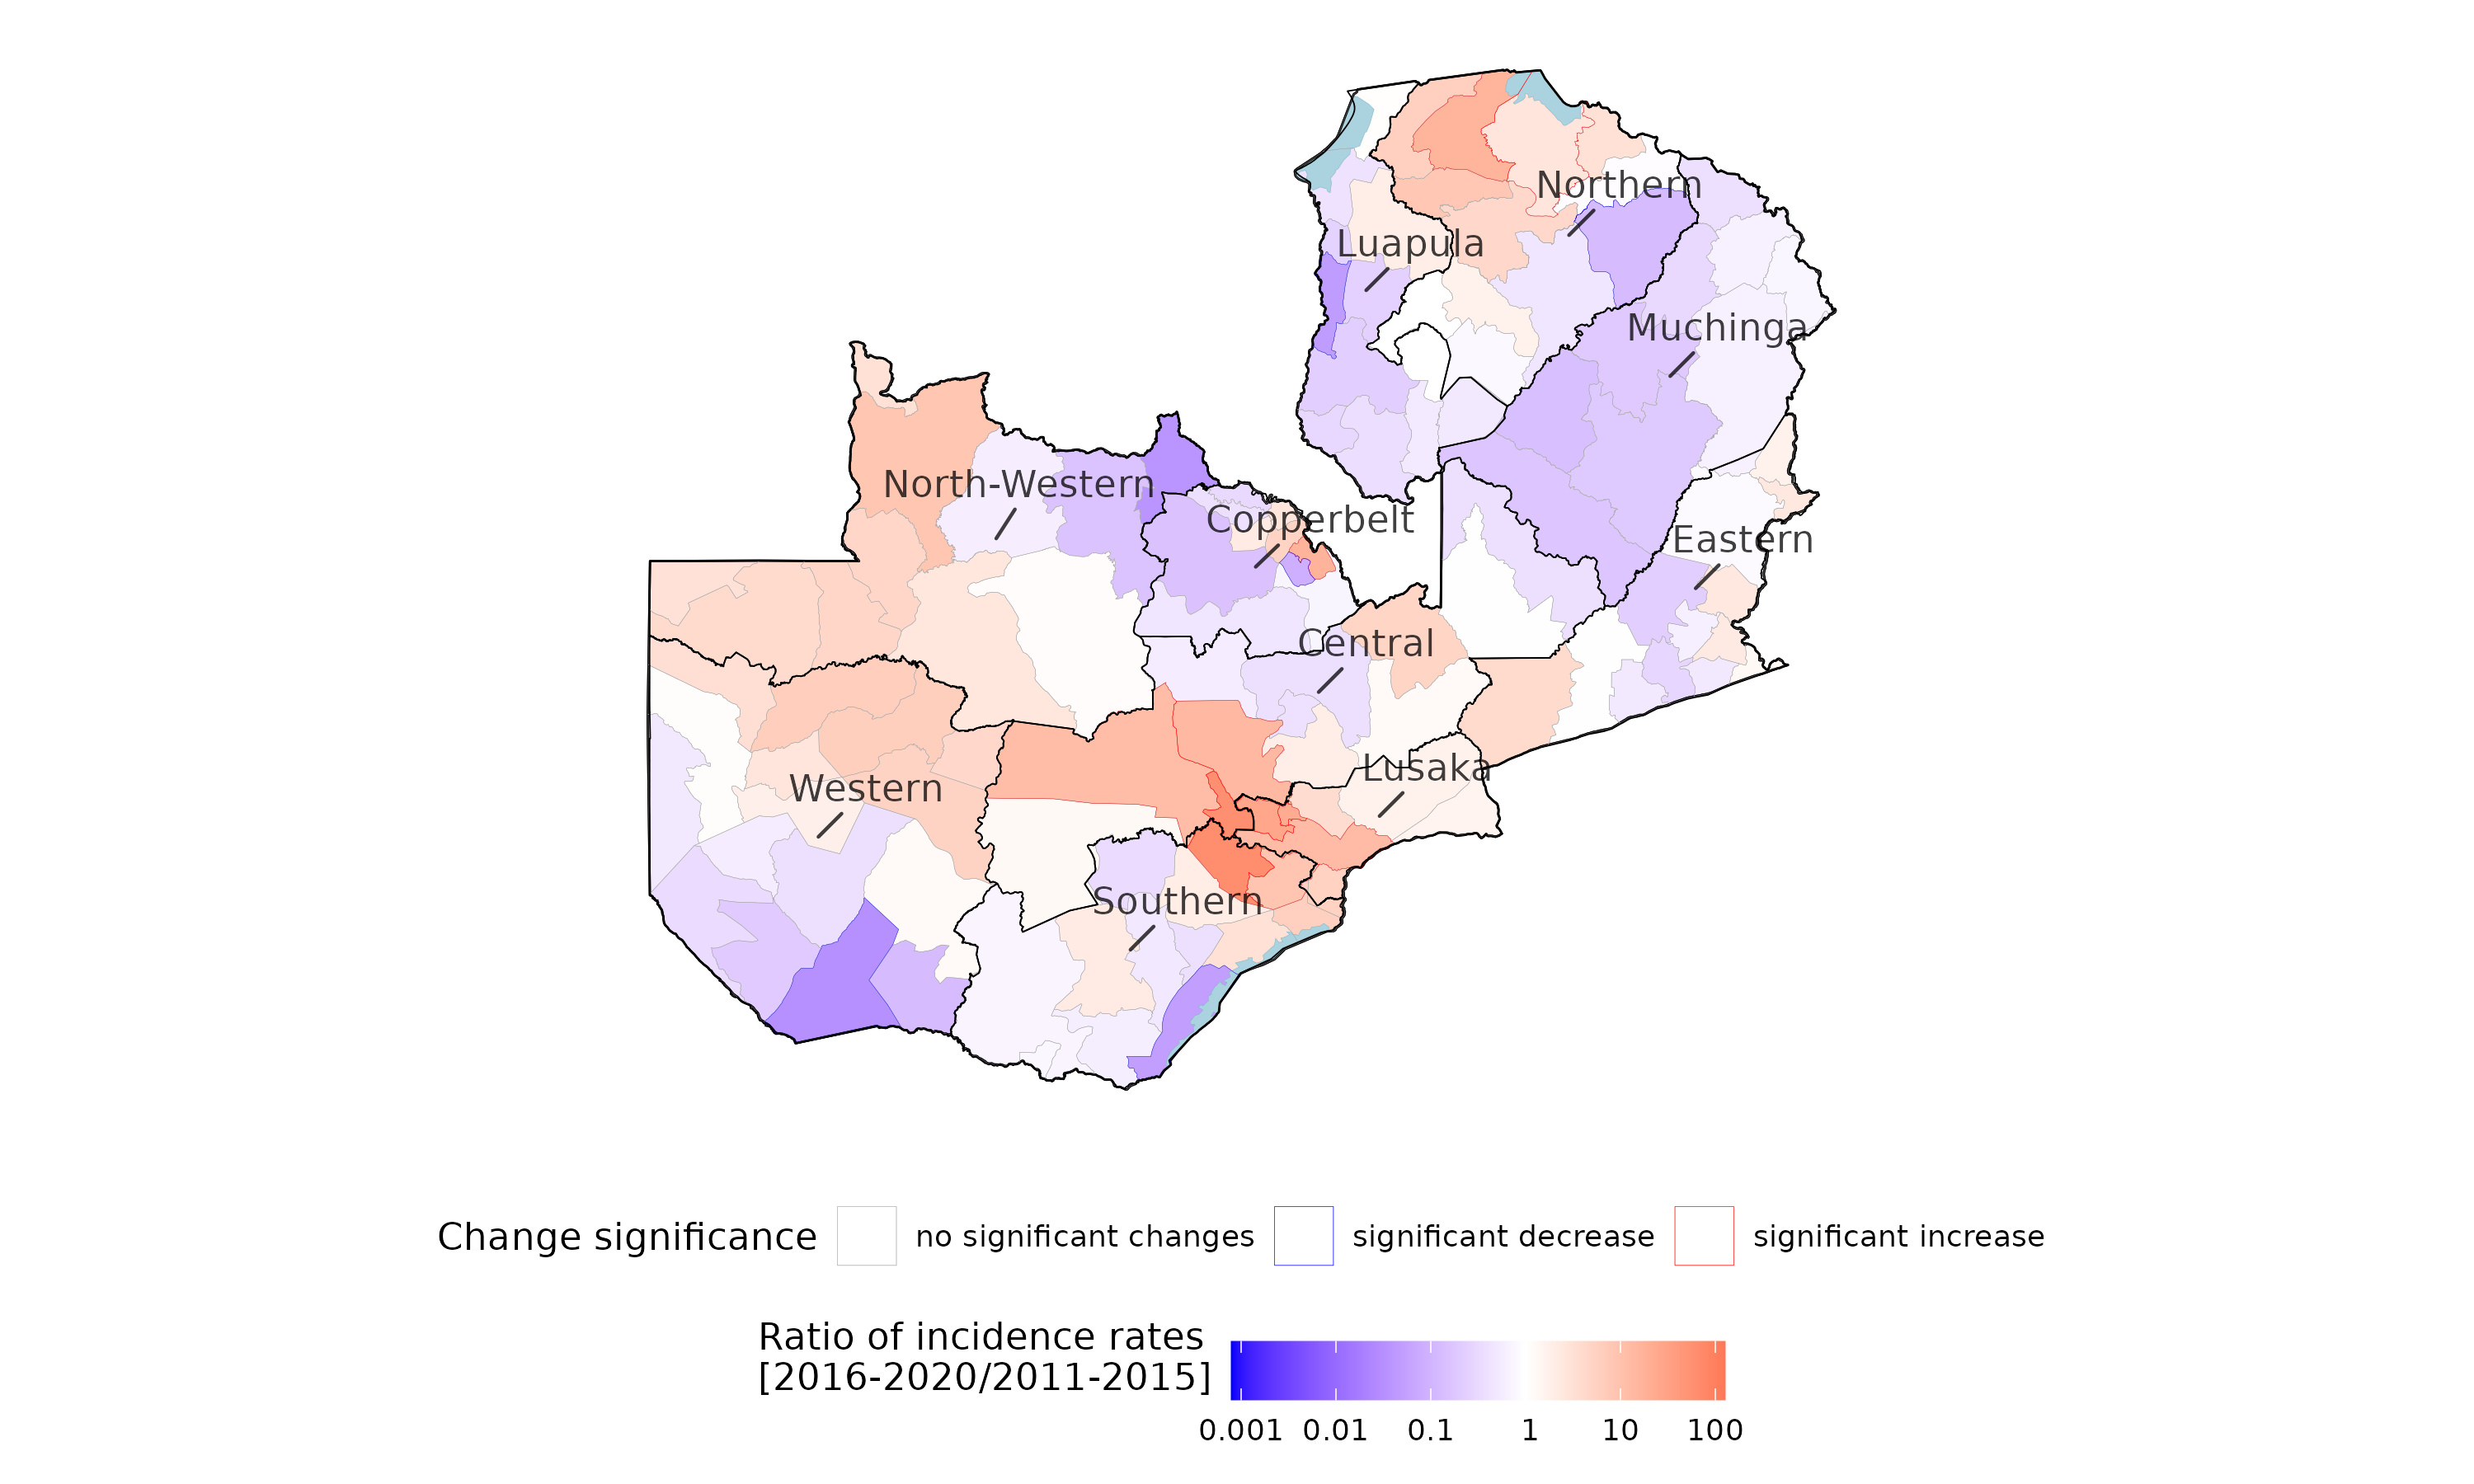 Northern
Luapula
Muchinga
North-Western
Copperbelt
Eastern
Central
Lusaka
Western
Southern
Change significance
no significant changes
significant decrease
significant increase
Ratio of incidence rates
[2016-2020/2011-2015]
0.001 0.01 0.1 1 10 100